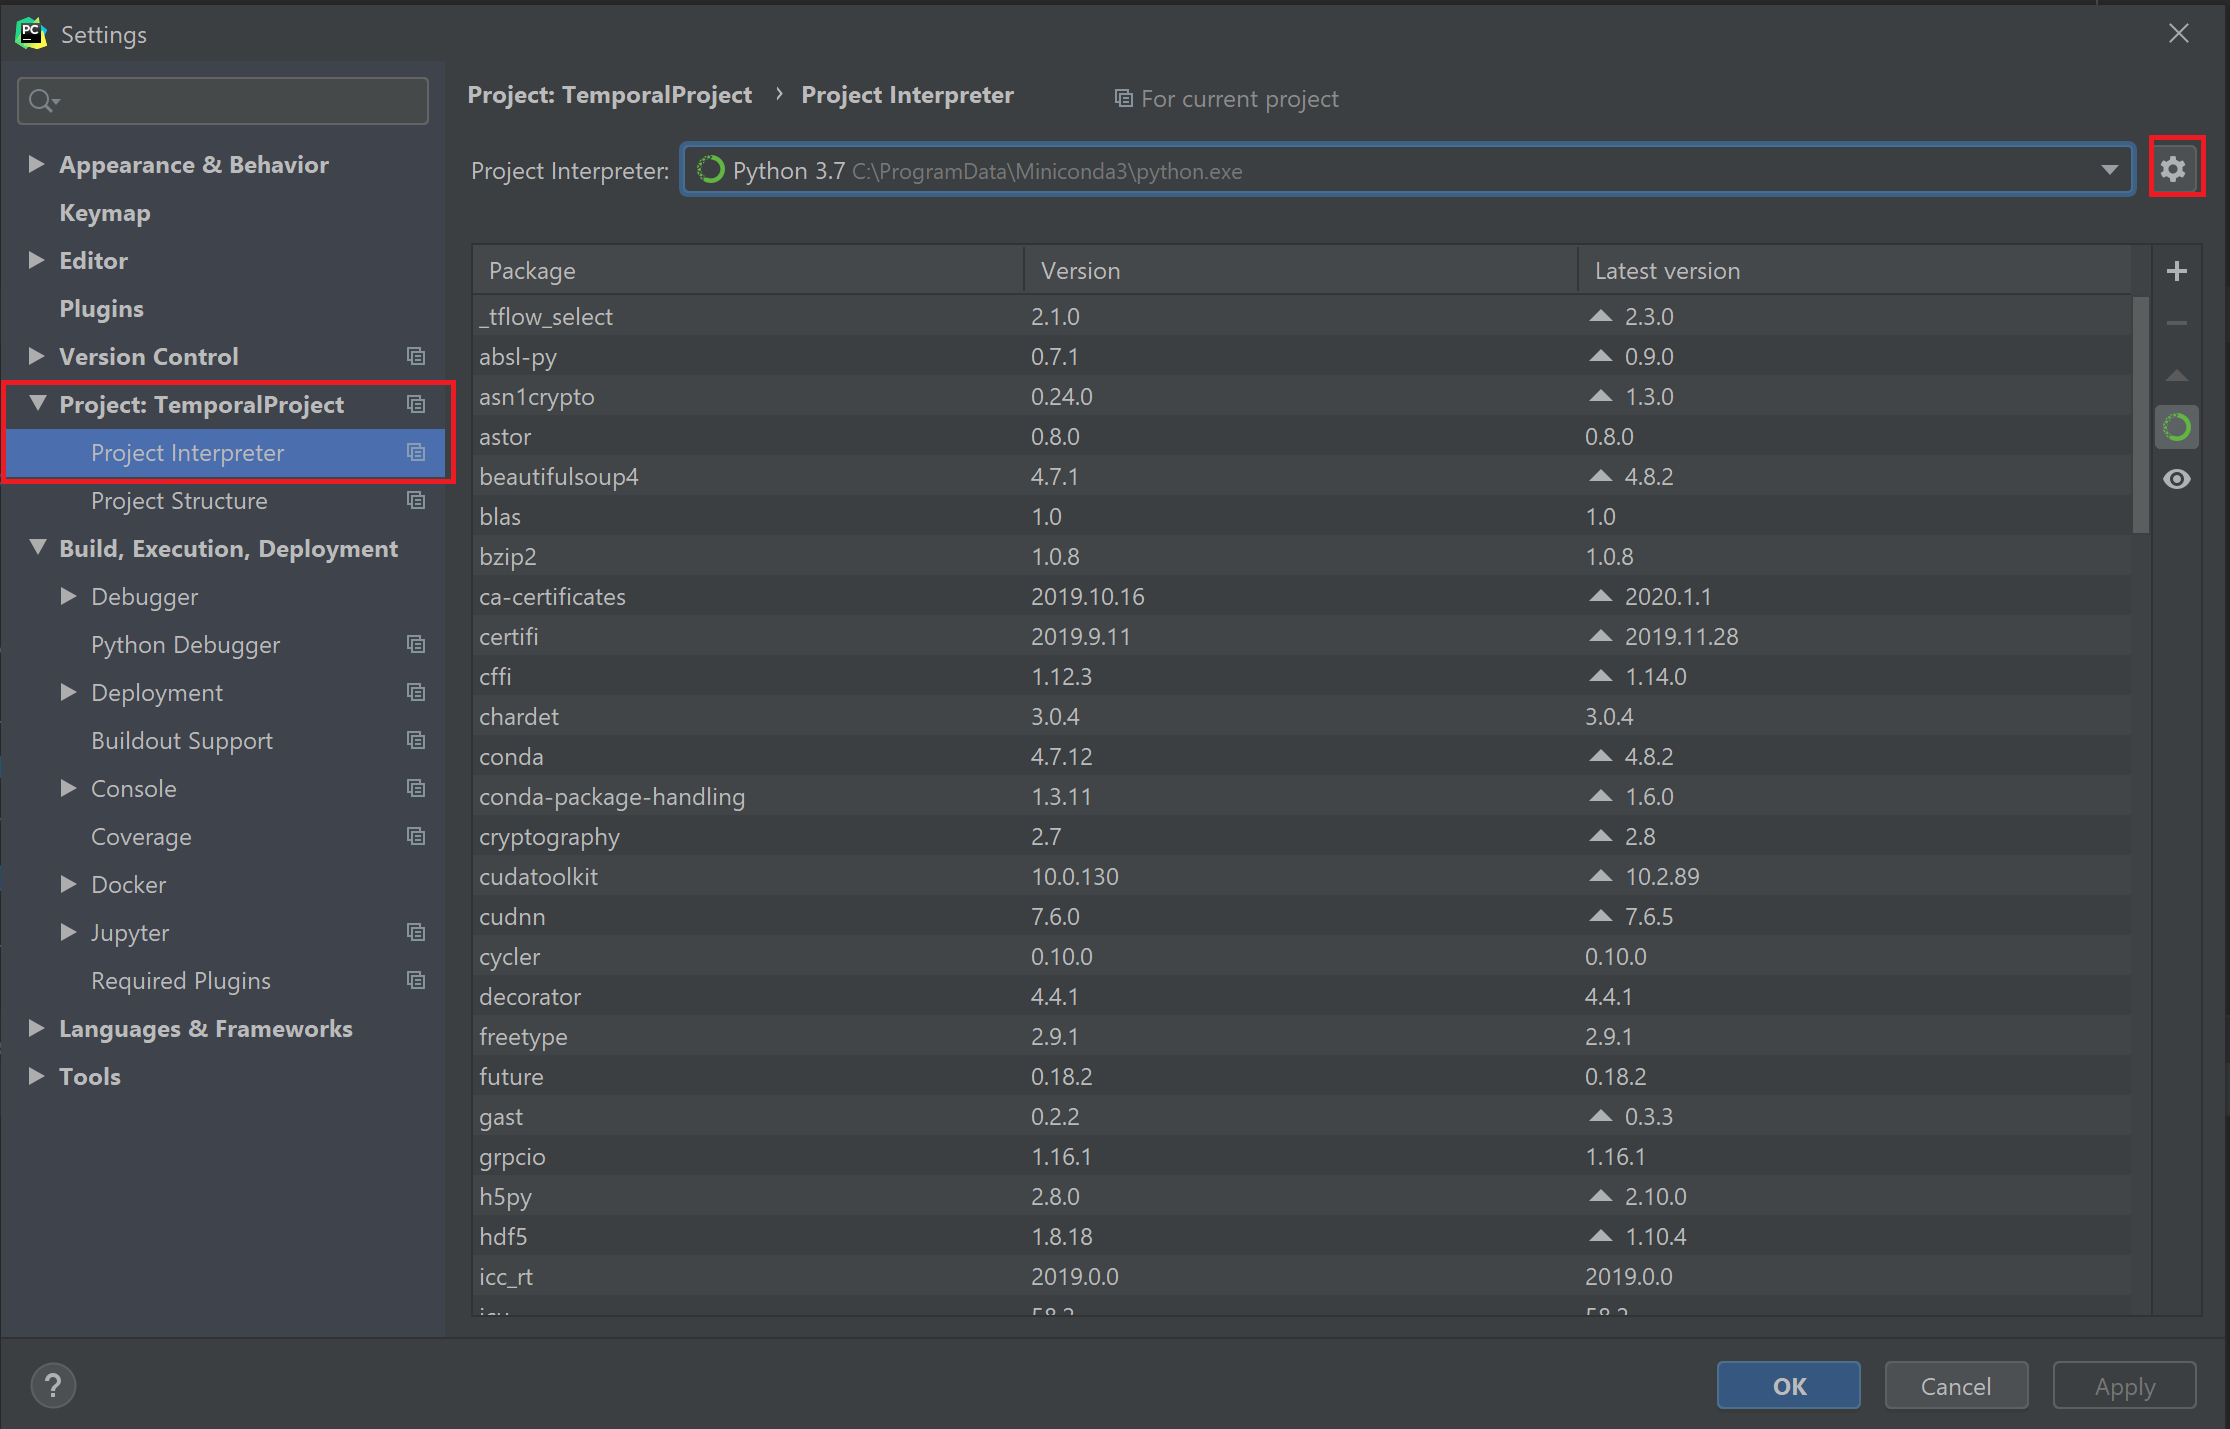 PC Settings
Appearance & Behavior
Keymap
Editor
Plugins
Version Control
Project: TemporalProject
Project Interpreter
Project Structure
Build, Execution, Deployment
Debugger
Python Debugger
Deployment
Buildout Support
Console
Coverage
Docker
Jupyter
Required Plugins
Languages & Frameworks
Tools
Project: TemporalProject › Project Interpreter For current project
Project Interpreter: Python 3.7 C:\ProgramData\Miniconda3\python.exe
Package Version Latest version
_tflow_select 2.1.0 2.3.0
absl-py 0.7.1 0.9.0
asn1crypto 0.24.0 1.3.0
astor 0.8.0 0.8.0
beautifulsoup4 4.7.1 4.8.2
blas 1.0 1.0
bzip2 1.0.8 1.0.8
ca-certificates 2019.10.16 2020.1.1
certifi 2019.9.11 2019.11.28
cffi 1.12.3 1.14.0
chardet 3.0.4 3.0.4
conda 4.7.12 4.8.2
conda-package-handling 1.3.11 1.6.0
cryptography 2.7 2.8
cudatoolkit 10.0.130 10.2.89
cudnn 7.6.0 7.6.5
cycler 0.10.0 0.10.0
decorator 4.4.1 4.4.1
freetype 2.9.1 2.9.1
future 0.18.2 0.18.2
gast 0.2.2 0.3.3
grpcio 1.16.1 1.16.1
h5py 2.8.0 2.10.0
hdf5 1.8.18 1.10.4
icc_rt 2019.0.0 2019.0.0
? OK Cancel Apply